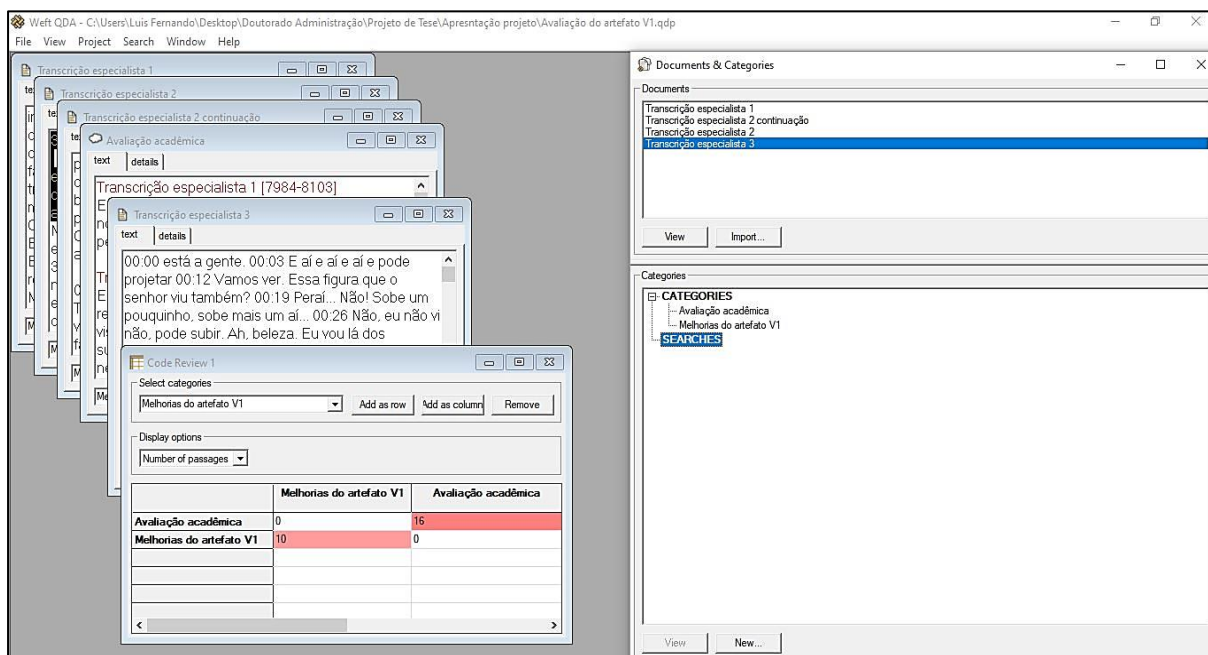 Weft QDA - C:\Users\Luis Fernando\Desktop\Doutorado Administração\Projeto de Tese\Apresntação projeto\Avaliação do artefato V1.qdp
File View Project Search Window Help
Transcrição especialista 1
Transcrição especialista 2
Transcrição especialista 2 continuação
Avaliação acadêmica
text details
Transcrição especialista 1 [7984-8103]
Transcrição especialista 3
text details
00:00 está a gente. 00:03 E aí e aí e aí e pode
projetar 00:12 Vamos ver. Essa figura que o
senhor viu também? 00:19 Peraí... Não! Sobe um
pouquinho, sobe mais um aí... 00:26 Não, eu não vi
não, pode subir. Ah, beleza. Eu vou lá dos
Code Review 1
Select categories
Melhorias do artefato V1 Add as row Add as column Remove
Display options
Number of passages
Melhorias do artefato V1 Avaliação acadêmica
Avaliação acadêmica 0 16
Melhorias do artefato V1 10 0
Documents & Categories
Documents
Transcrição especialista 1
Transcrição especialista 2 continuação
Transcrição especialista 2
Transcrição especialista 3
View Import...
Categories
CATEGORIES
Avaliação acadêmica
Melhorias do artefato V1
SEARCHES
View New...